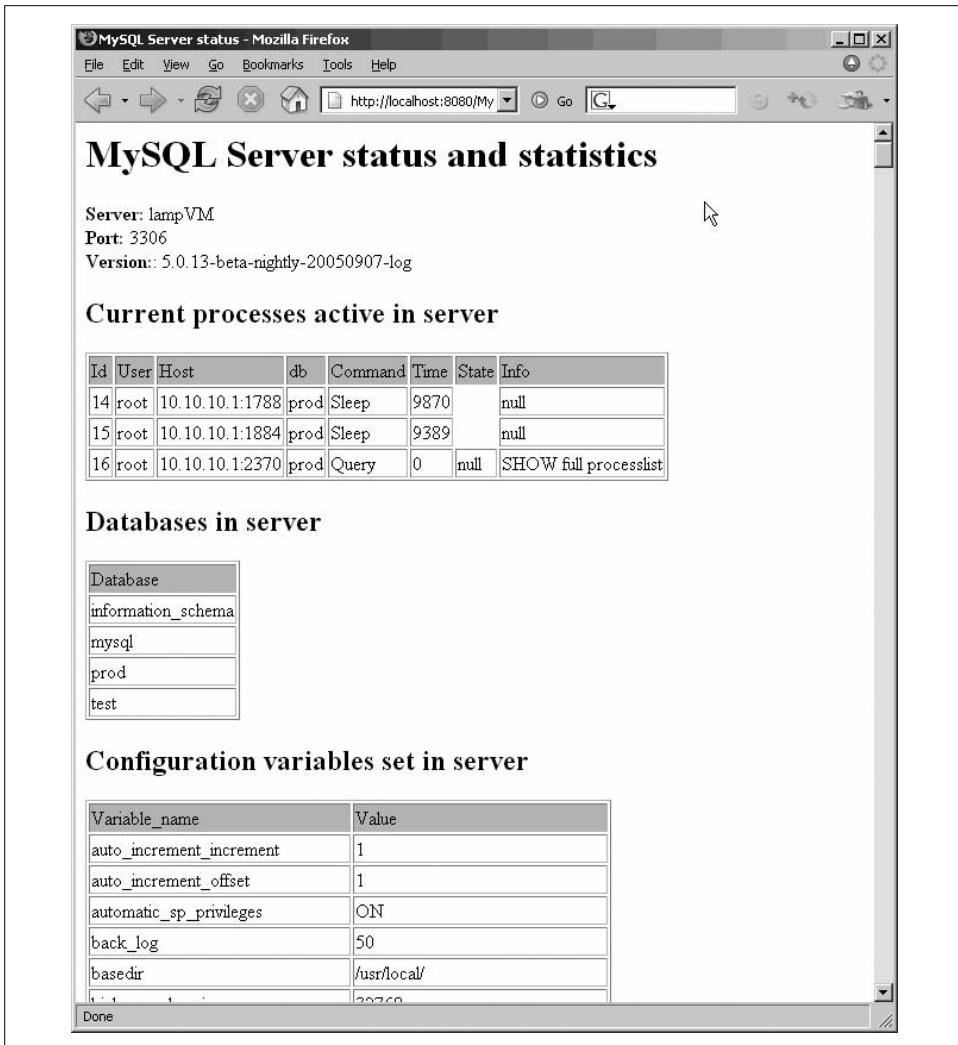 MySQL Server status - Mozilla Firefox
File Edit View Go Bookmarks Tools Help
http://localhost:8080/My Go G
MySQL Server status and statistics
Server: lampVM
Port: 3306
Version:: 5.0.13-beta-nightly-20050907-log
Current processes active in server
Id User Host db Command Time State Info
14 root 10.10.10.1:1788 prod Sleep 9870 null
15 root 10.10.10.1:1884 prod Sleep 9389 null
16 root 10.10.10.1:2370 prod Query 0 null SHOW full processlist
Databases in server
Database
information_schema
mysql
prod
test
Configuration variables set in server
Variable_name Value
auto_increment_increment 1
auto_increment_offset 1
automatic_sp_privileges ON
back_log 50
basedir /usr/local/
Done